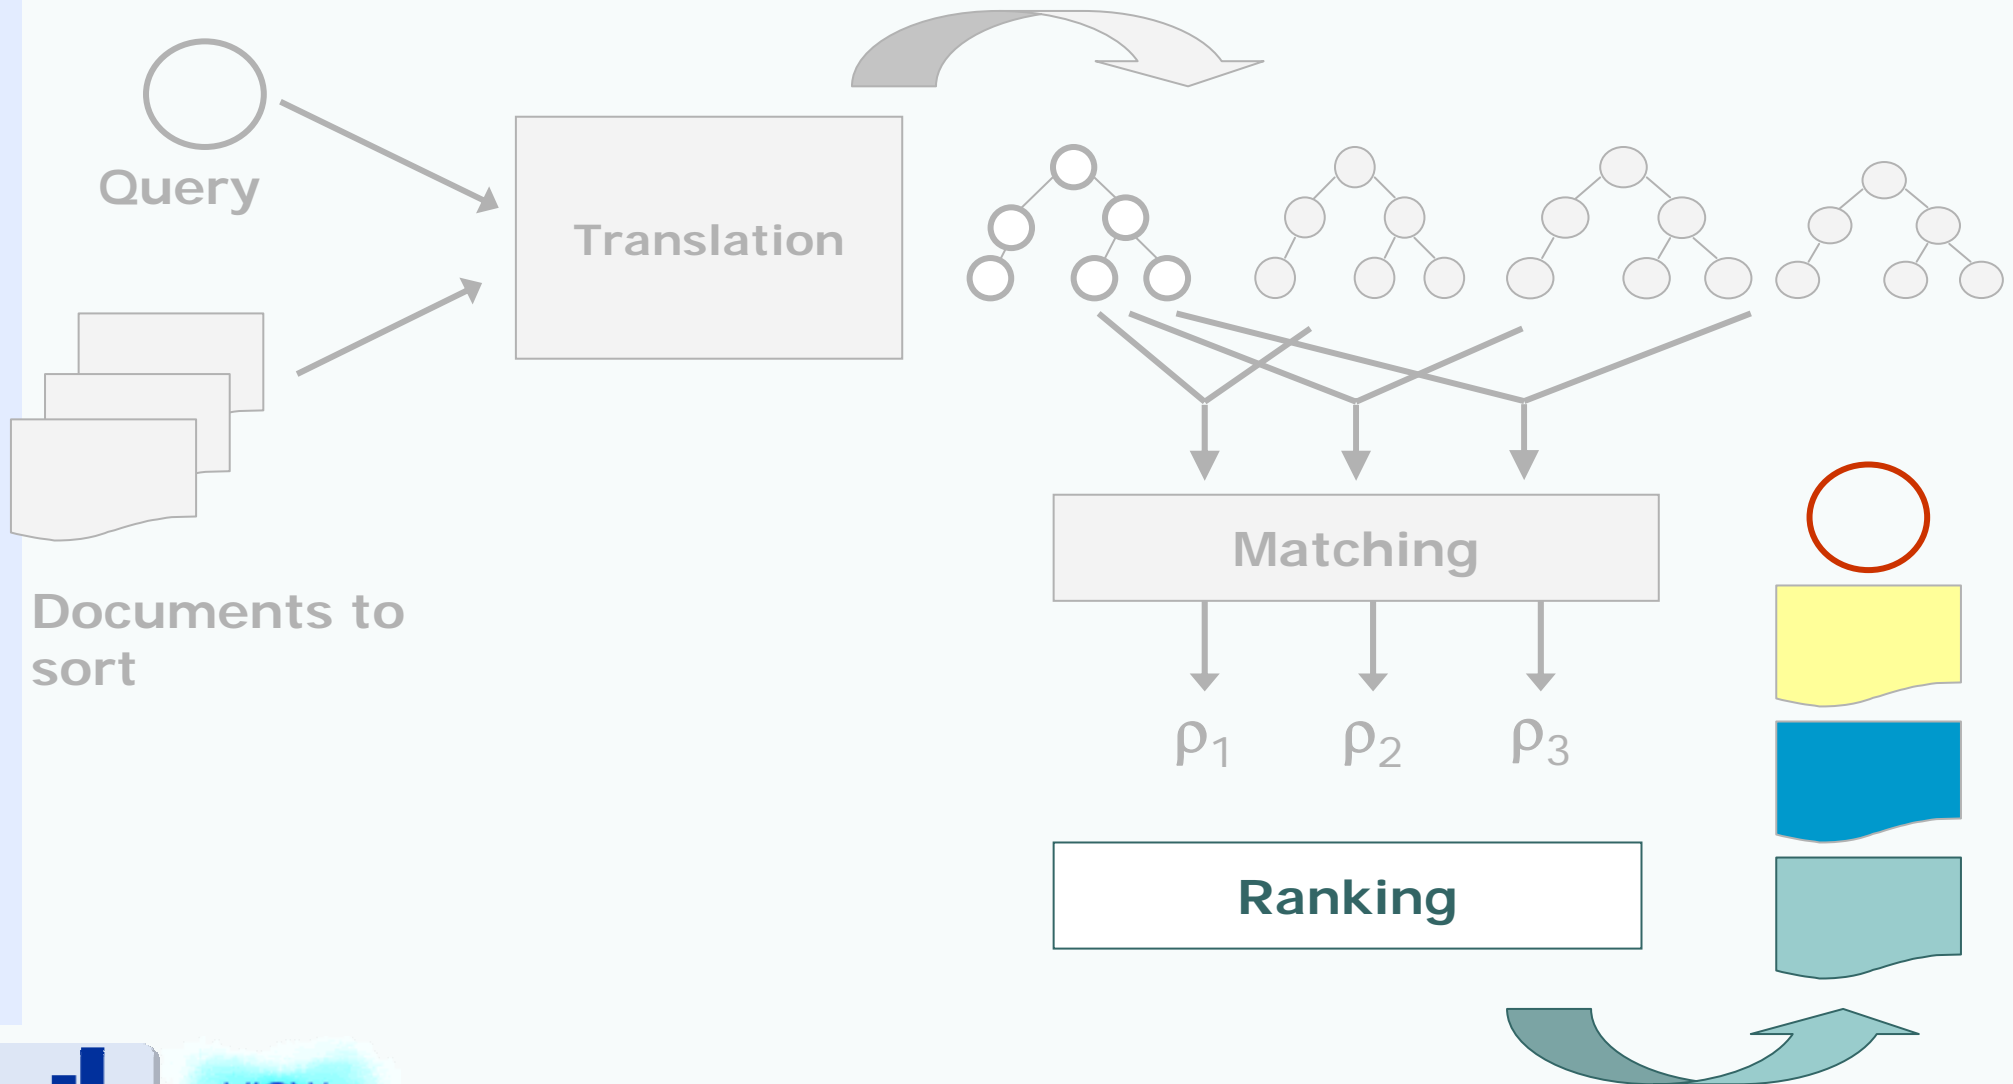 Query
Translation
Documents to
sort
Matching
ρ1 ρ2 ρ3
Ranking